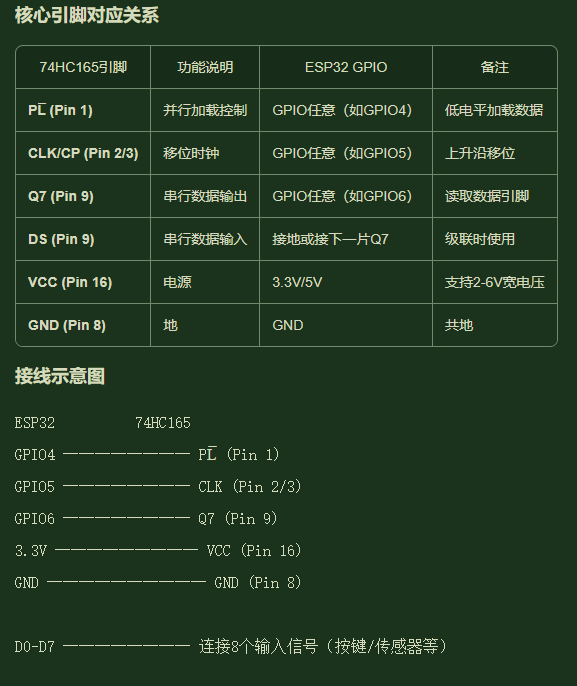 核心引脚对应关系
74HC165引脚 功能说明 ESP32 GPIO 备注
PL̅ (Pin 1) 并行加载控制 GPIO任意（如GPIO4） 低电平加载数据
CLK/CP (Pin 2/3) 移位时钟 GPIO任意（如GPIO5） 上升沿移位
Q7 (Pin 9) 串行数据输出 GPIO任意（如GPIO6） 读取数据引脚
DS (Pin 9) 串行数据输入 接地或接下一片Q7 级联时使用
VCC (Pin 16) 电源 3.3V/5V 支持2-6V宽电压
GND (Pin 8) 地 GND 共地
接线示意图
ESP32 74HC165
GPIO4 ———————— PL̅ (Pin 1)
GPIO5 ———————— CLK (Pin 2/3)
GPIO6 ———————— Q7 (Pin 9)
3.3V ————————— VCC (Pin 16)
GND —————————— GND (Pin 8)
D0-D7 ———————— 连接8个输入信号（按键/传感器等）